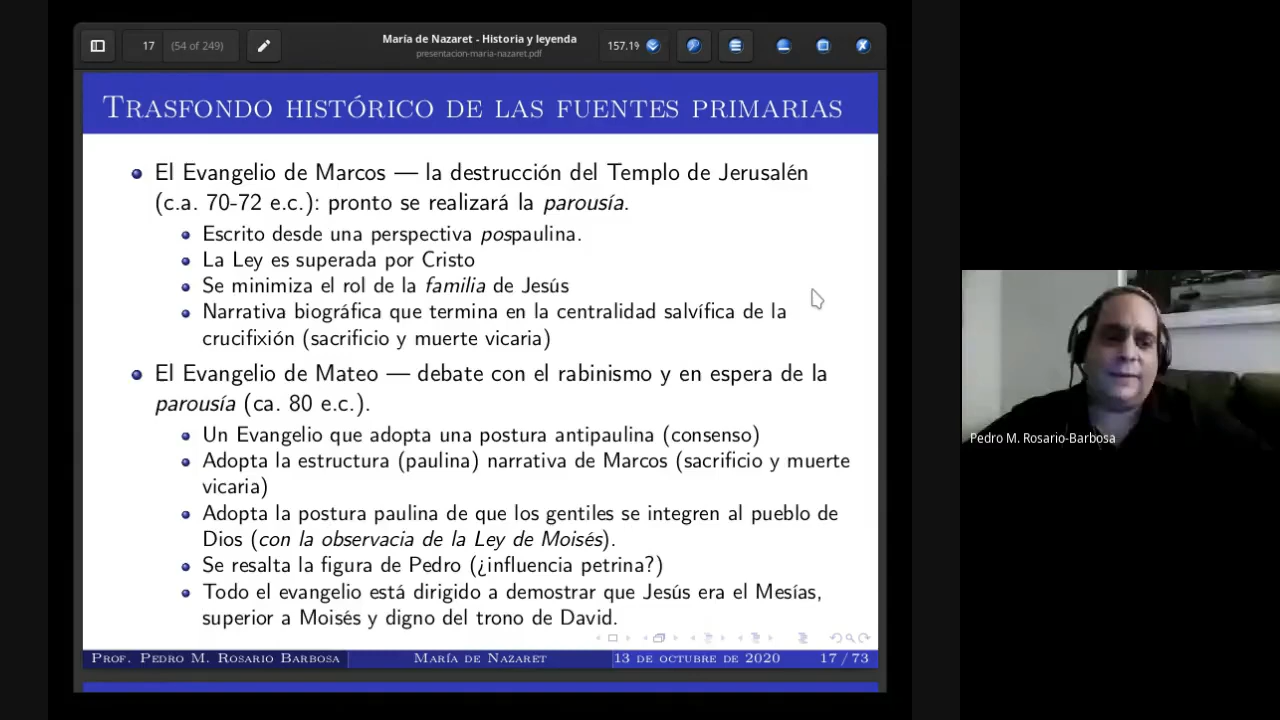 17
(54 of 249)
María de Nazaret - Historia y leyenda
presentacion-maria-nazaret.pdf
157.19
Trasfondo histórico de las fuentes primarias
El Evangelio de Marcos — la destrucción del Templo de Jerusalén
(c.a. 70-72 e.c.): pronto se realizará la parousía.
Escrito desde una perspectiva pospaulina.
La Ley es superada por Cristo
Se minimiza el rol de la familia de Jesús
Narrativa biográfica que termina en la centralidad salvífica de la
crucifixión (sacrificio y muerte vicaria)
El Evangelio de Mateo — debate con el rabinismo y en espera de la
parousía (ca. 80 e.c.).
Un Evangelio que adopta una postura antipaulina (consenso)
Adopta la estructura (paulina) narrativa de Marcos (sacrificio y muerte
vicaria)
Adopta la postura paulina de que los gentiles se integren al pueblo de
Dios (con la observacia de la Ley de Moisés).
Se resalta la figura de Pedro (¿influencia petrina?)
Todo el evangelio está dirigido a demostrar que Jesús era el Mesías,
superior a Moisés y digno del trono de David.
Prof. Pedro M. Rosario Barbosa
María de Nazaret
13 de octubre de 2020
17 / 73
Pedro M. Rosario-Barbosa